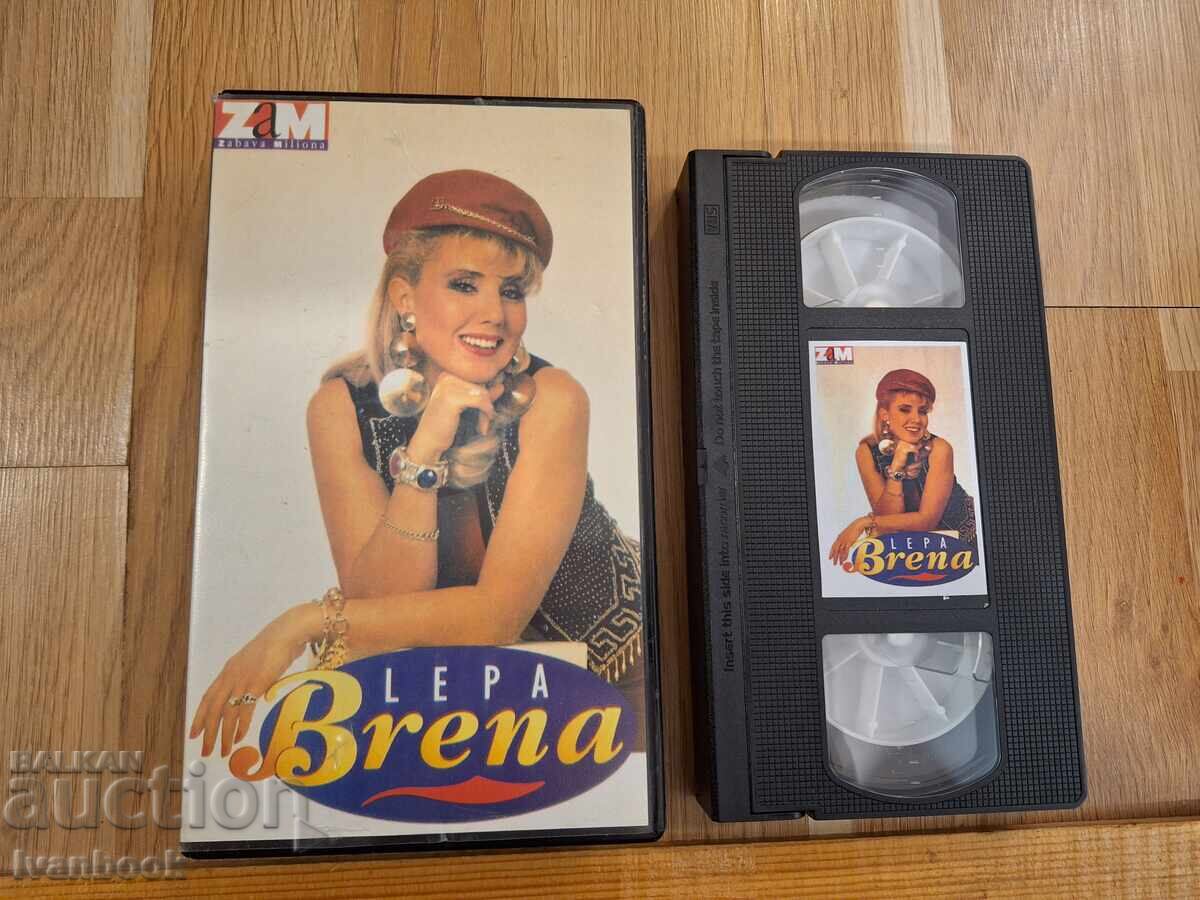 ZaM
Zabava Miliona
LEPA
Brena
VHS
Do not touch the tape inside
Insert this side into recorder
ZaM
LEPA
Brena
BALKAN
auction
Ivanbook